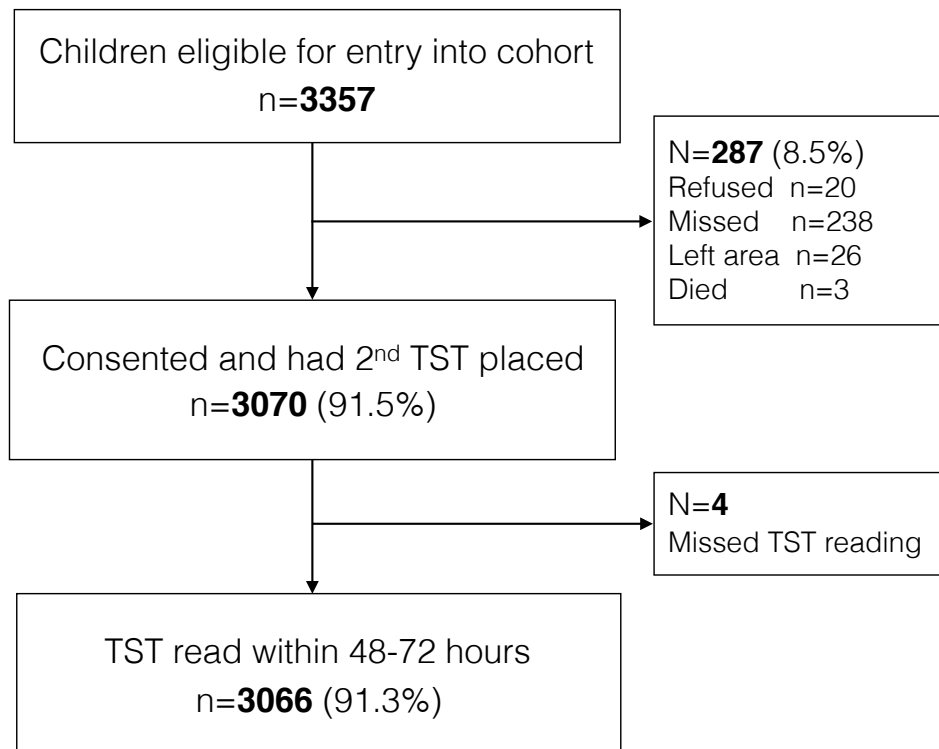 Children eligible for entry into cohort
n=3357
N=287 (8.5%)
Refused n=20
Missed n=238
Left area n=26
Died n=3
Consented and had 2nd TST placed
n=3070 (91.5%)
N=4
Missed TST reading
TST read within 48-72 hours
n=3066 (91.3%)